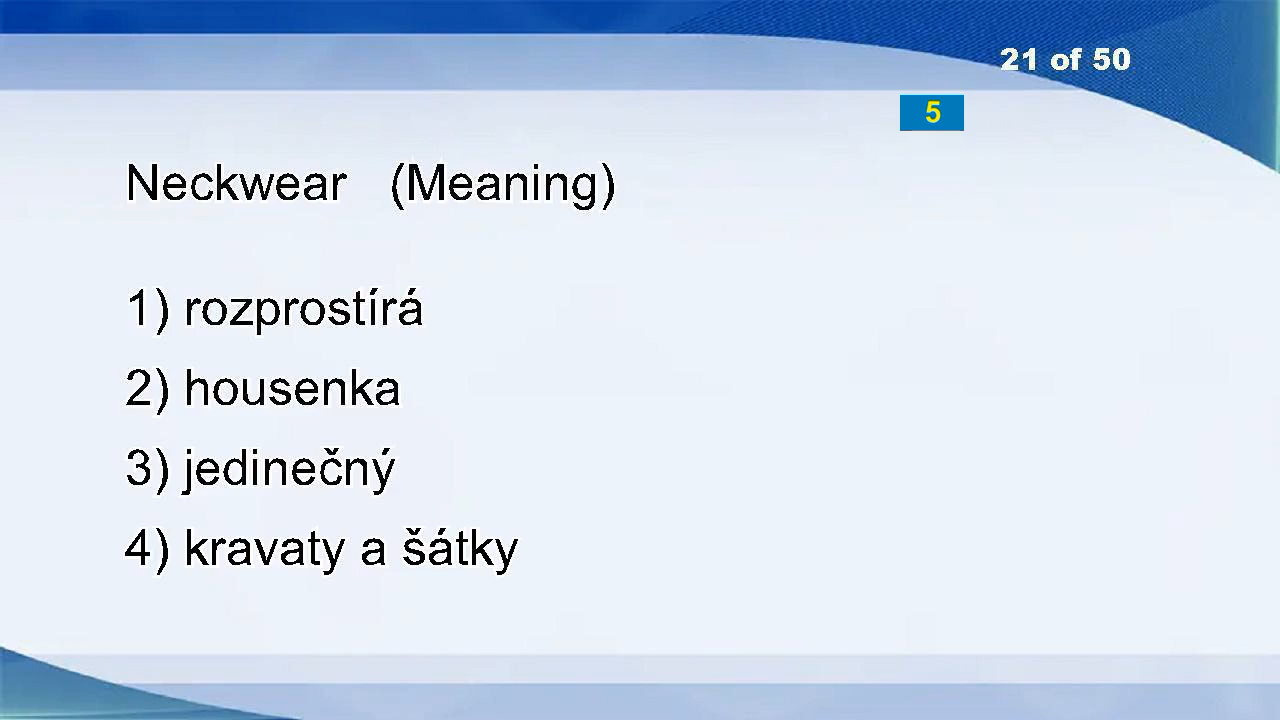 21 of 50
5
Neckwear (Meaning)
1) rozprostírá
2) housenka
3) jedinečný
4) kravaty a šátky